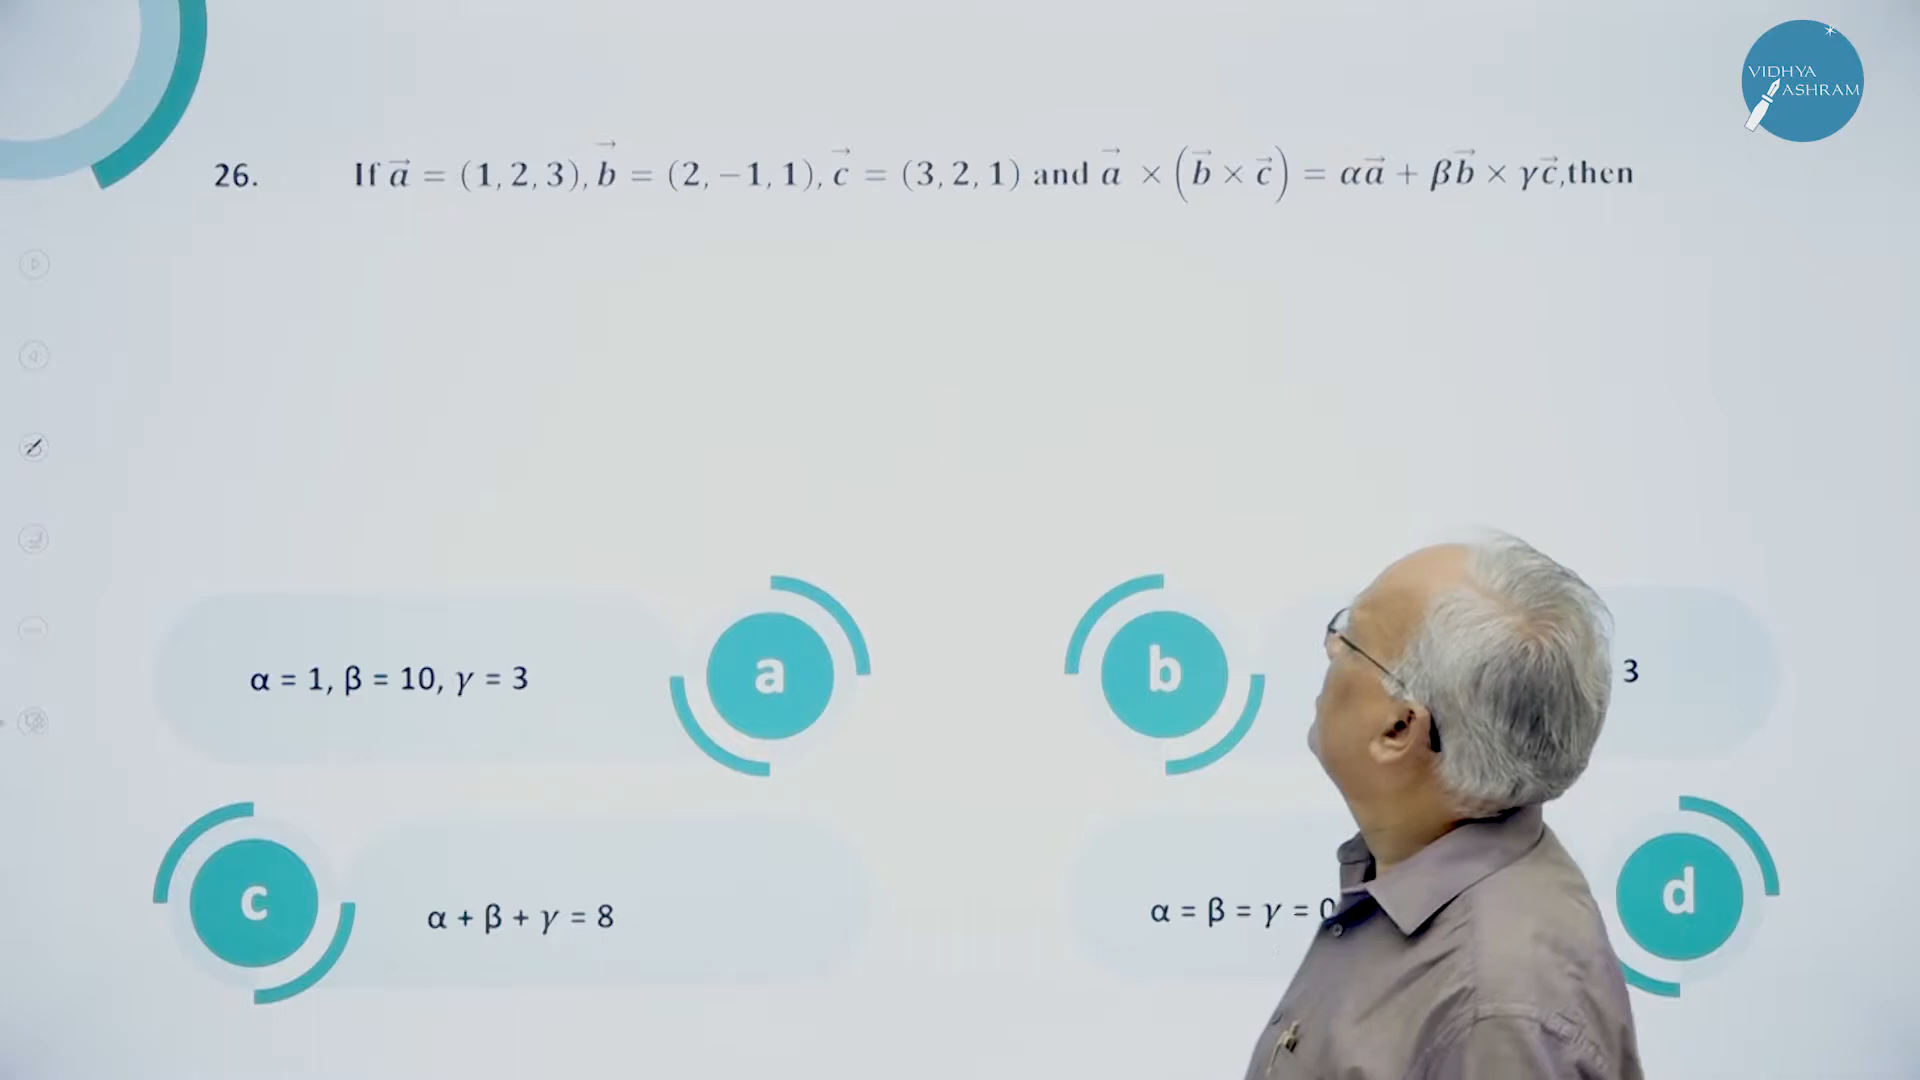 VIDHYA
ASHRAM
26. If a⃗ = (1, 2, 3), b⃗ = (2, −1, 1), c⃗ = (3, 2, 1) and a⃗ × (b⃗ × c⃗) = αa⃗ + βb⃗ × γc⃗,then
α = 1, β = 10, γ = 3
a
b
3
c
α + β + γ = 8
α = β = γ = 0
d